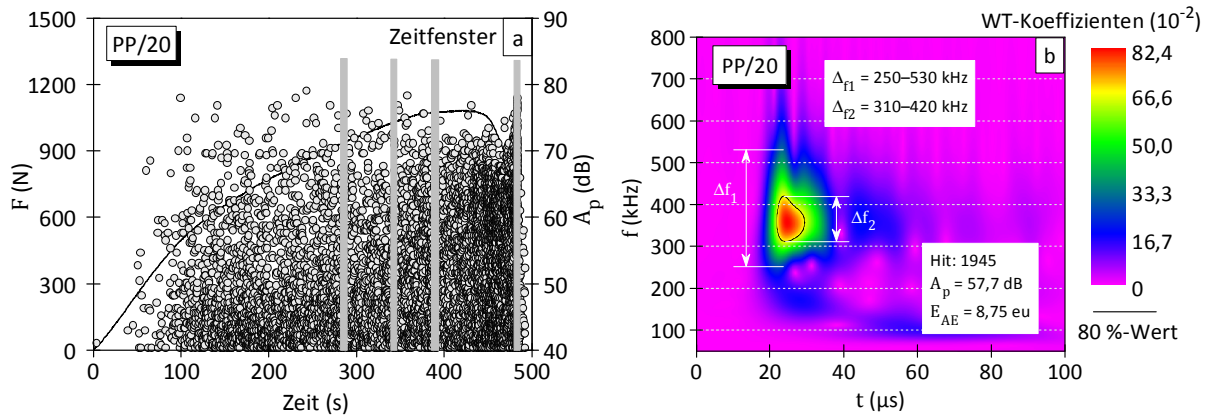 PP/20
Zeitfenster
a
1500
1200
900
600
300
0
F (N)
90
80
70
60
50
40
A_p (dB)
0 100 200 300 400 500
Zeit (s)
WT-Koeffizienten (10⁻²)
PP/20
b
Δ_f1 = 250–530 kHz
Δ_f2 = 310–420 kHz
800
700
600
500
400
300
200
100
f (kHz)
Δf₁
Δf₂
Hit: 1945
A_p = 57,7 dB
E_AE = 8,75 eu
0 20 40 60 80 100
t (µs)
82,4
66,6
50,0
33,3
16,7
0
80 %-Wert